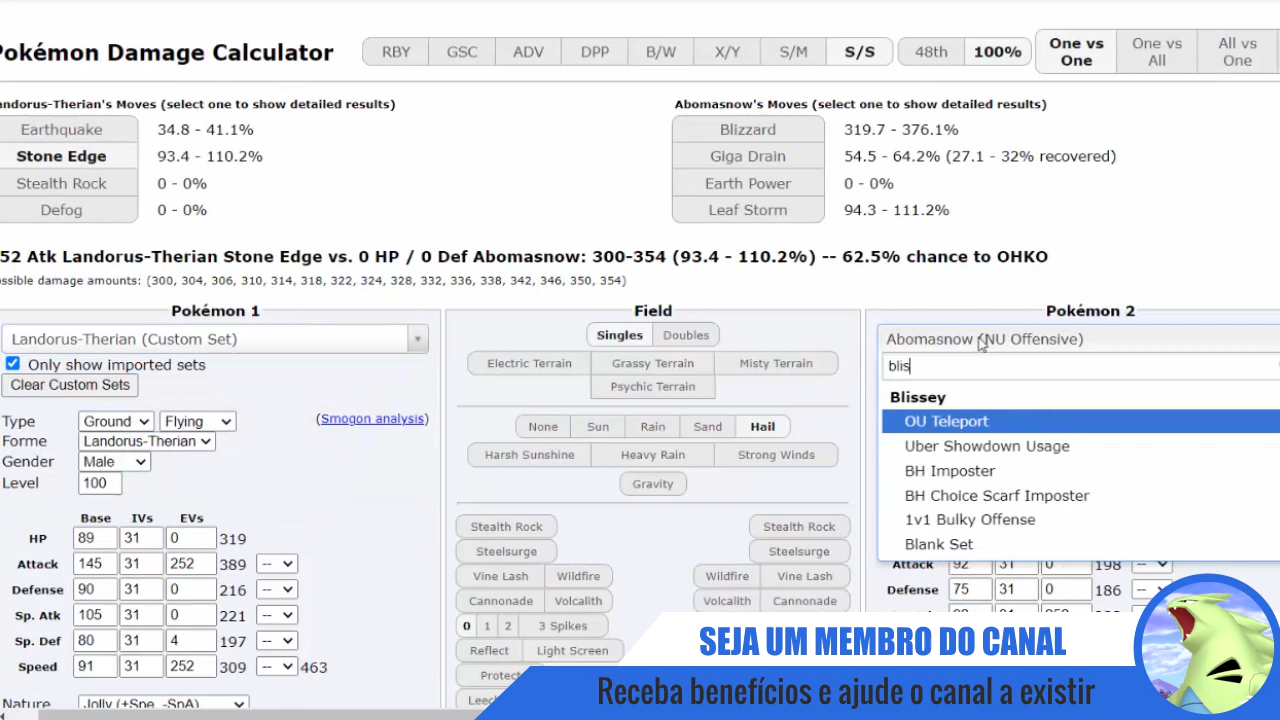 Pokémon Damage Calculator
RBY GSC ADV DPP B/W X/Y S/M S/S 48th 100% One vs One One vs All All vs One
andorus-Therian's Moves (select one to show detailed results)
Abomasnow's Moves (select one to show detailed results)
Earthquake 34.8 - 41.1%
Stone Edge 93.4 - 110.2%
Stealth Rock 0 - 0%
Defog 0 - 0%
Blizzard 319.7 - 376.1%
Giga Drain 54.5 - 64.2% (27.1 - 32% recovered)
Earth Power 0 - 0%
Leaf Storm 94.3 - 111.2%
52 Atk Landorus-Therian Stone Edge vs. 0 HP / 0 Def Abomasnow: 300-354 (93.4 - 110.2%) -- 62.5% chance to OHKO
ossible damage amounts: (300, 304, 306, 310, 314, 318, 322, 324, 328, 332, 336, 338, 342, 346, 350, 354)
Pokémon 1
Landorus-Therian (Custom Set)
Only show imported sets
Clear Custom Sets
Type Ground Flying (Smogon analysis)
Forme Landorus-Therian
Gender Male
Level 100
Base IVs EVs
HP 89 31 0 319
Attack 145 31 252 389 --
Defense 90 31 0 216 --
Sp. Atk 105 31 0 221 --
Sp. Def 80 31 4 197 --
Speed 91 31 252 309 -- 463
Nature Jolly (+Spe, -SpA)
Field
Singles Doubles
Electric Terrain Grassy Terrain Misty Terrain
Psychic Terrain
None Sun Rain Sand Hail
Harsh Sunshine Heavy Rain Strong Winds
Gravity
Stealth Rock Stealth Rock
Steelsurge Steelsurge
Vine Lash Wildfire Wildfire Vine Lash
Cannonade Volcalith Volcalith Cannonade
0 1 2 3 Spikes
Reflect Light Screen
Protect
Pokémon 2
Abomasnow (NU Offensive)
blis
Blissey
OU Teleport
Uber Showdown Usage
BH Imposter
BH Choice Scarf Imposter
1v1 Bulky Offense
Blank Set
Attack 92 31 0 198 --
Defense 75 31 0 186 --
SEJA UM MEMBRO DO CANAL
Receba benefícios e ajude o canal a existir